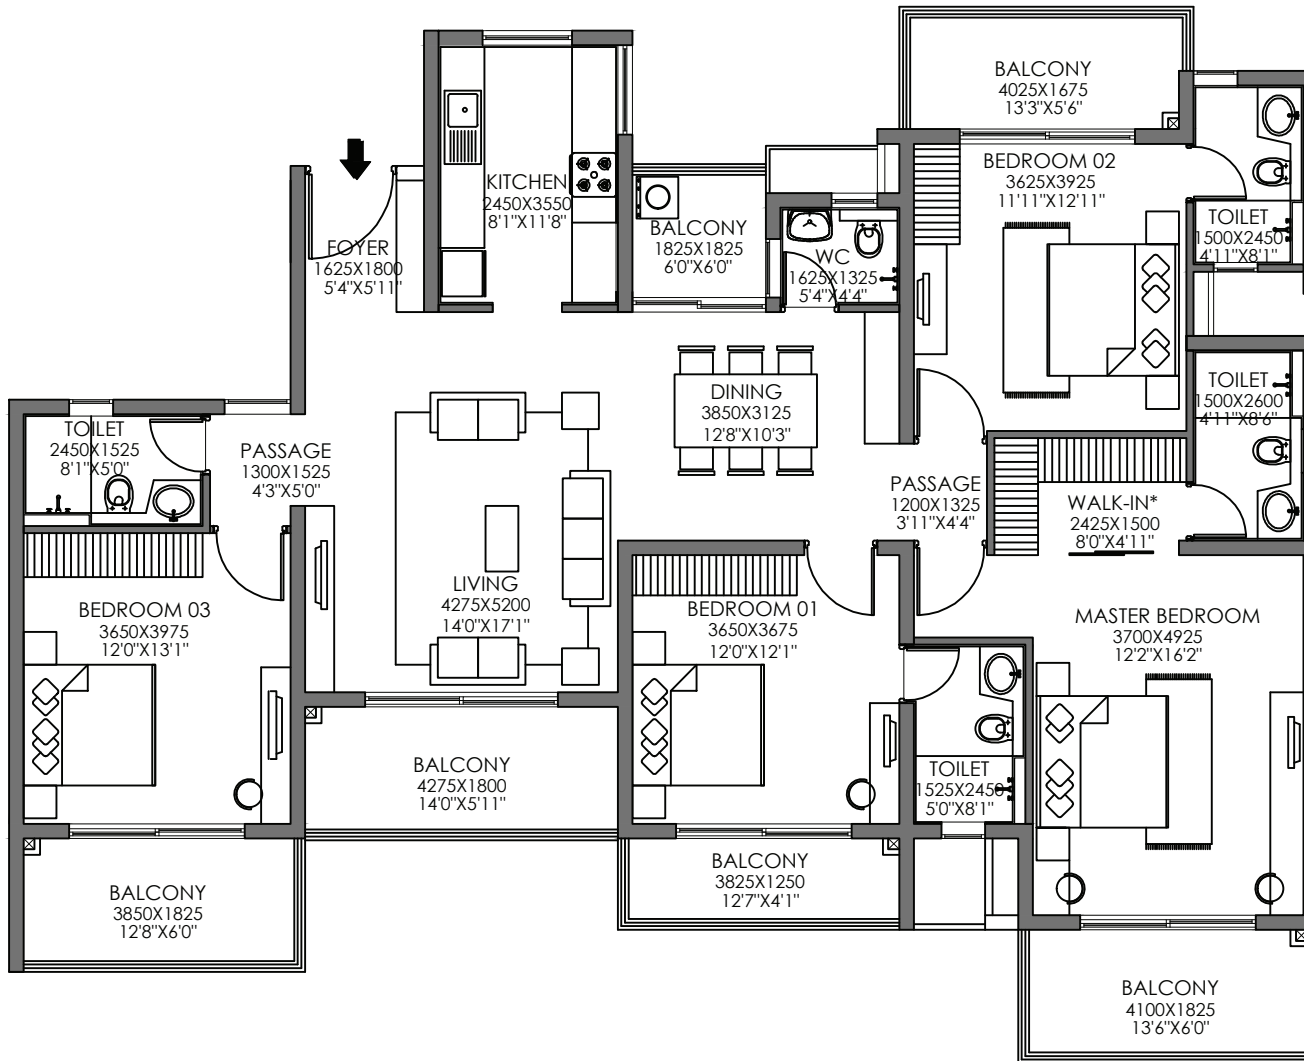 BALCONY
4025X1675
13'3"X5'6"
BEDROOM 02
3625X3925
11'11"X12'11"
KITCHEN
2450X3550
8'1"X11'8"
TOILET
1500X2450
4'11"X8'1"
BALCONY
1825X1825
6'0"X6'0"
FOYER
1625X1800
5'4"X5'11"
WC
1625X1325
5'4"X4'4"
TOILET
1500X2600
4'11"X8'6"
DINING
3850X3125
12'8"X10'3"
TOILET
2450X1525
8'1"X5'0"
PASSAGE
1300X1525
4'3"X5'0"
PASSAGE
1200X1325
3'11"X4'4"
WALK-IN*
2425X1500
8'0"X4'11"
LIVING
4275X5200
14'0"X17'1"
BEDROOM 03
3650X3975
12'0"X13'1"
BEDROOM 01
3650X3675
12'0"X12'1"
MASTER BEDROOM
3700X4925
12'2"X16'2"
BALCONY
4275X1800
14'0"X5'11"
TOILET
1525X2450
5'0"X8'1"
BALCONY
3850X1825
12'8"X6'0"
BALCONY
3825X1250
12'7"X4'1"
BALCONY
4100X1825
13'6"X6'0"